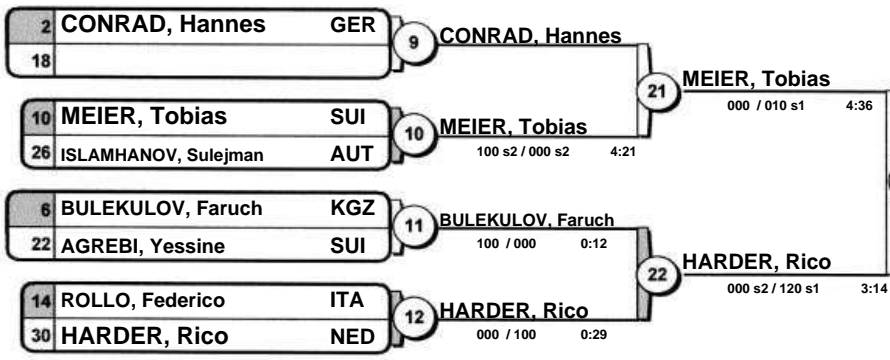 2 CONRAD, Hannes GER
18
9
CONRAD, Hannes
10 MEIER, Tobias SUI
26 ISLAMHANOV, Sulejman AUT
10
MEIER, Tobias
100 s2 / 000 s2 4:21
21
MEIER, Tobias
000 / 010 s1 4:36
6 BULEKULOV, Faruch KGZ
22 AGREBI, Yessine SUI
11
BULEKULOV, Faruch
100 / 000 0:12
14 ROLLO, Federico ITA
30 HARDER, Rico NED
12
HARDER, Rico
000 / 100 0:29
22
HARDER, Rico
000 s2 / 120 s1 3:14